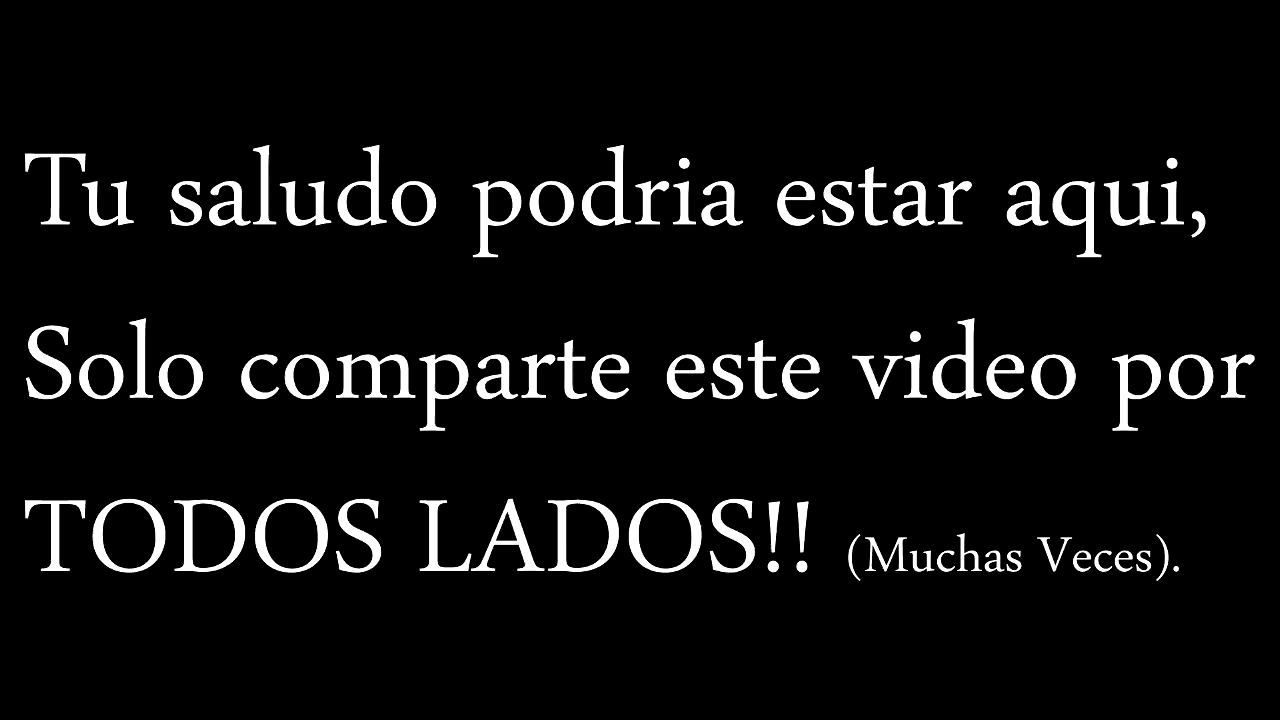 Tu saludo podria estar aqui,
Solo comparte este video por
TODOS LADOS!! (Muchas Veces).